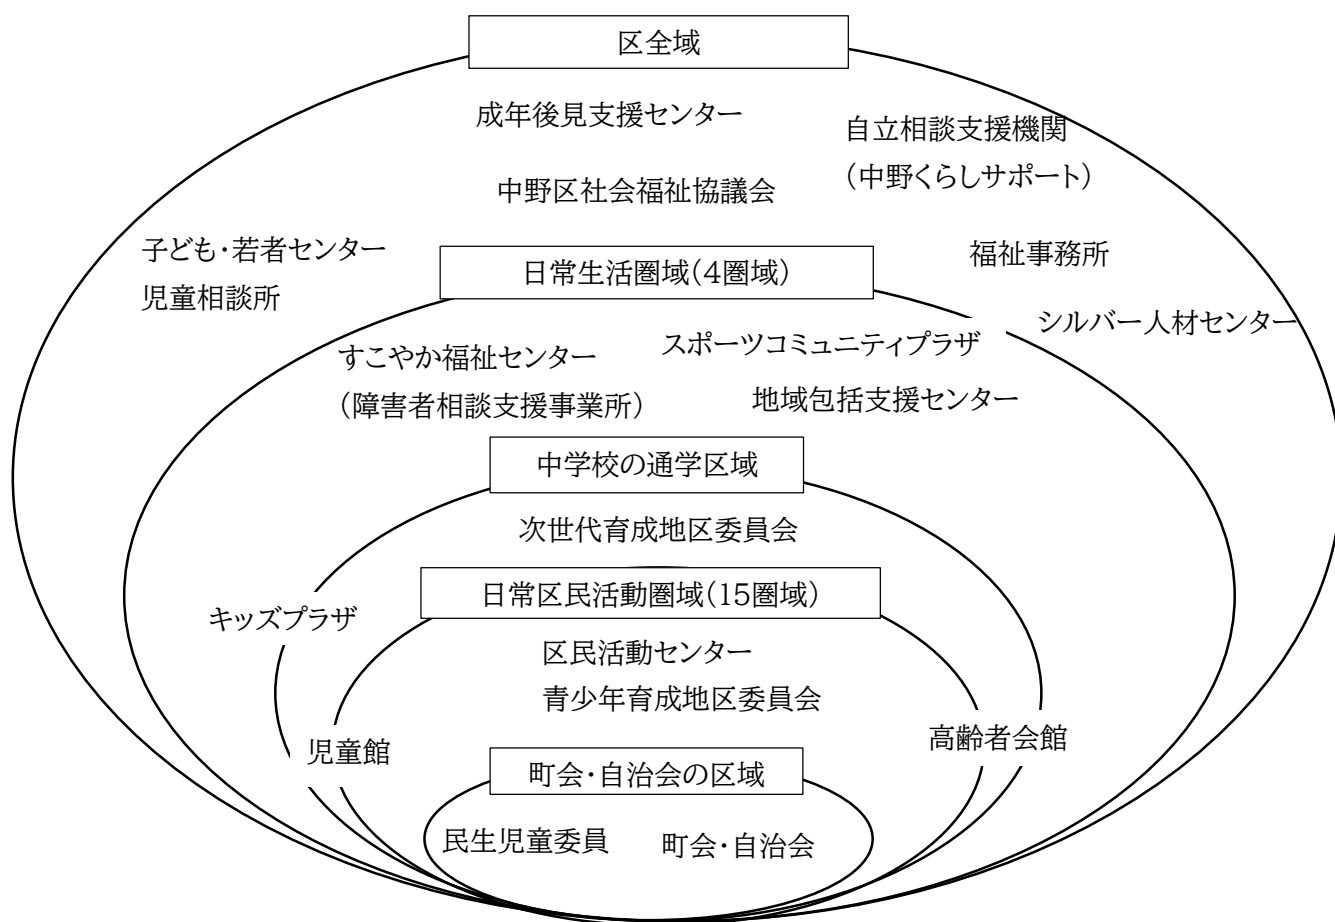 区全域
成年後見支援センター
自立相談支援機関
（中野くらしサポート）
中野区社会福祉協議会
子ども・若者センター
児童相談所
日常生活圏域（4圏域）
福祉事務所
シルバー人材センター
すこやか福祉センター
（障害者相談支援事業所）
スポーツコミュニティプラザ
地域包括支援センター
中学校の通学区域
次世代育成地区委員会
日常区民活動圏域（15圏域）
キッズプラザ
区民活動センター
青少年育成地区委員会
児童館
高齢者会館
町会・自治会の区域
民生児童委員
町会・自治会